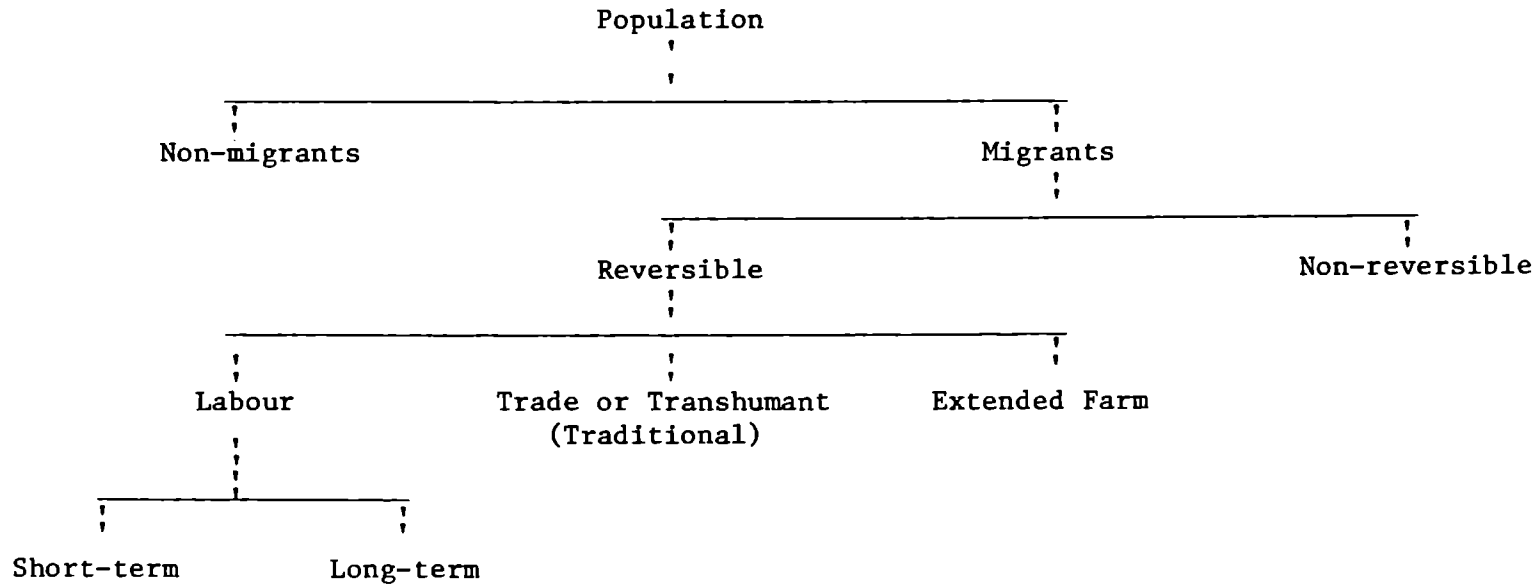 Population
Non-migrants Migrants
Reversible Non-reversible
Labour Trade or Transhumant Extended Farm
(Traditional)
Short-term Long-term